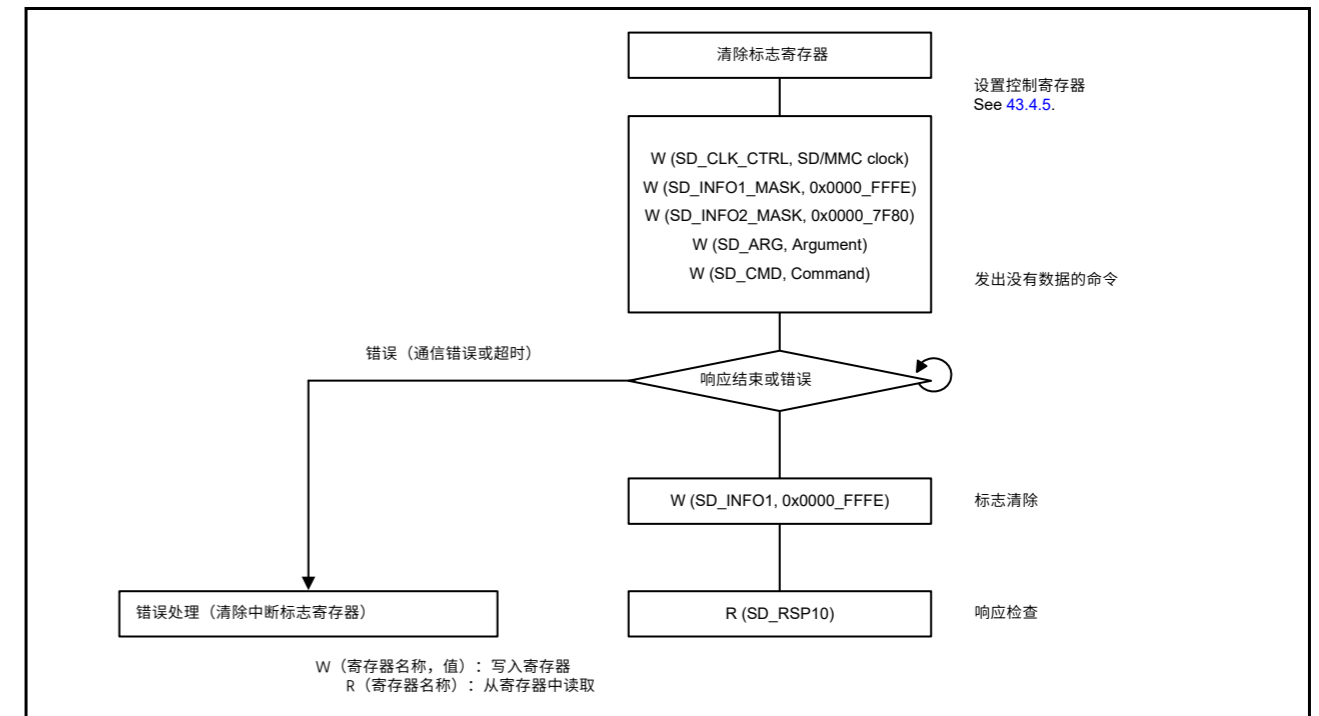 清除标志寄存器
设置控制寄存器
See 43.4.5.
W (SD_CLK_CTRL, SD/MMC clock)
W (SD_INFO1_MASK, 0x0000_FFFE)
W (SD_INFO2_MASK, 0x0000_7F80)
W (SD_ARG, Argument)
W (SD_CMD, Command)
发出没有数据的命令
错误（通信错误或超时）
响应结束或错误
W (SD_INFO1, 0x0000_FFFE)
标志清除
错误处理（清除中断标志寄存器）
R (SD_RSP10)
响应检查
W（寄存器名称，值）：写入寄存器
R（寄存器名称）：从寄存器中读取